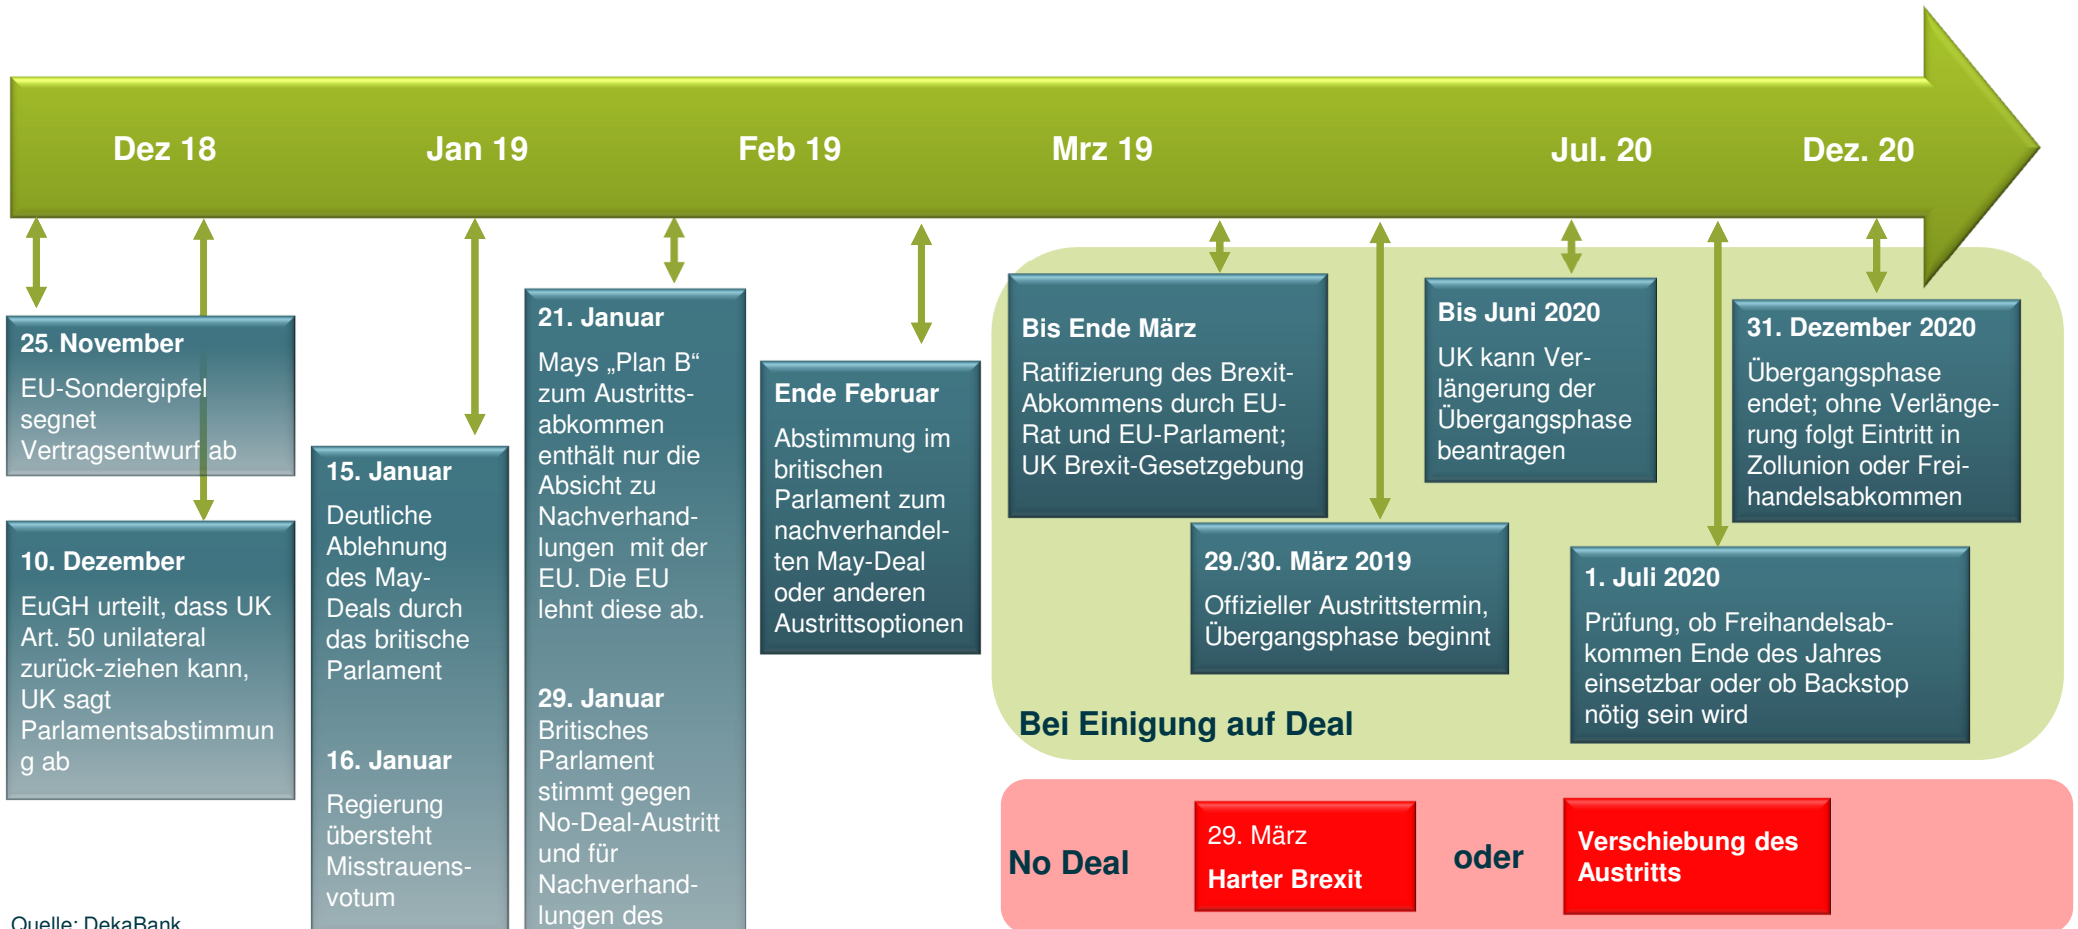 Dez 18
Jan 19
Feb 19
Mrz 19
Jul. 20
Dez. 20
25. November
EU-Sondergipfel
segnet
Vertragsentwurf ab
10. Dezember
EuGH urteilt, dass UK
Art. 50 unilateral
zurück-ziehen kann,
UK sagt
Parlamentsabstimmun
g ab
15. Januar
Deutliche
Ablehnung
des May-
Deals durch
das britische
Parlament
16. Januar
Regierung
übersteht
Misstrauens-
votum
21. Januar
Mays „Plan B“
zum Austritts-
abkommen
enthält nur die
Absicht zu
Nachverhand-
lungen  mit der
EU. Die EU
lehnt diese ab.
29. Januar
Britisches
Parlament
stimmt gegen
No-Deal-Austritt
und für
Nachverhand-
lungen des
Ende Februar
Abstimmung im
britischen
Parlament zum
nachverhandel-
ten May-Deal
oder anderen
Austrittsoptionen
Bis Ende März
Ratifizierung des Brexit-
Abkommens durch EU-
Rat und EU-Parlament;
UK Brexit-Gesetzgebung
29./30. März 2019
Offizieller Austrittstermin,
Übergangsphase beginnt
Bis Juni 2020
UK kann Ver-
längerung der
Übergangsphase
beantragen
1. Juli 2020
Prüfung, ob Freihandelsab-
kommen Ende des Jahres
einsetzbar oder ob Backstop
nötig sein wird
31. Dezember 2020
Übergangsphase
endet; ohne Verlänge-
rung folgt Eintritt in
Zollunion oder Frei-
handelsabkommen
Bei Einigung auf Deal
No Deal
29. März
Harter Brexit
oder
Verschiebung des
Austritts
Quelle: DekaBank